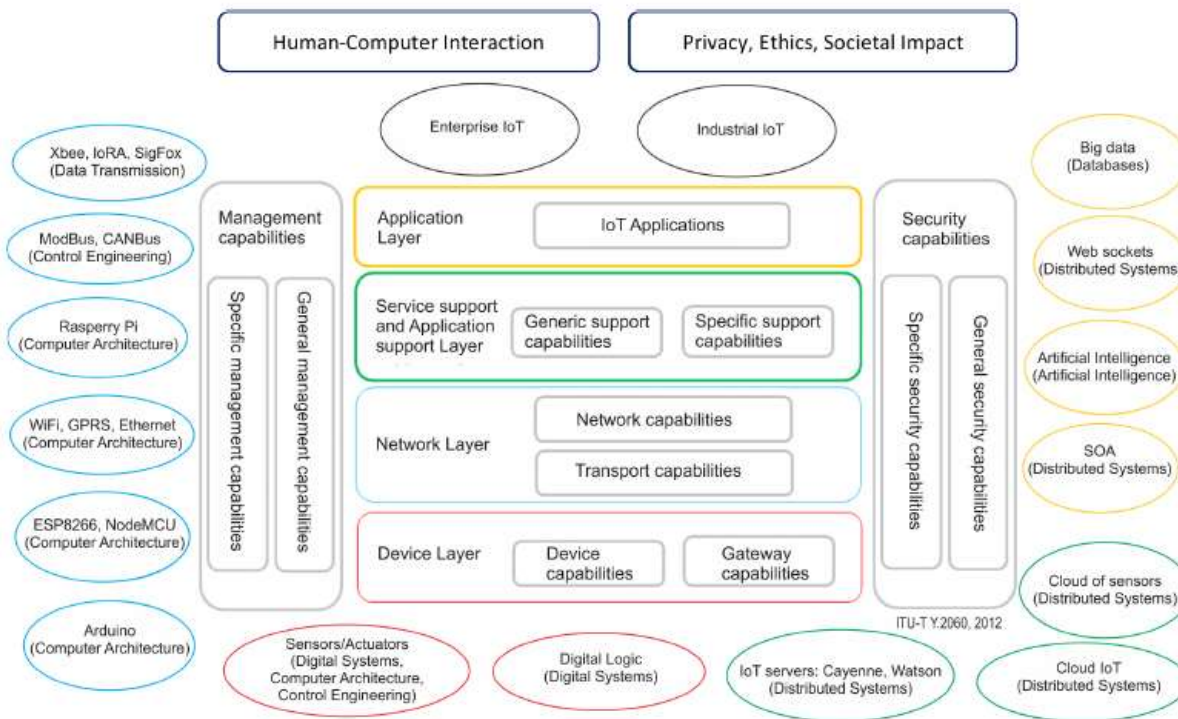 Human-Computer Interaction
Privacy, Ethics, Societal Impact
Enterprise IoT
Industrial IoT
Xbee, IoRA, SigFox
(Data Transmission)
ModBus, CANBus
(Control Engineering)
Rasperry Pi
(Computer Architecture)
WiFi, GPRS, Ethernet
(Computer Architecture)
ESP8266, NodeMCU
(Computer Architecture)
Arduino
(Computer Architecture)
Management
capabilities
Specific management capabilities
General management capabilities
Application
Layer
IoT Applications
Service support
and Application
support Layer
Generic support
capabilities
Specific support
capabilities
Network Layer
Network capabilities
Transport capabilities
Device Layer
Device
capabilities
Gateway
capabilities
Security
capabilities
Specific security capabilities
General security capabilities
ITU-T Y.2060, 2012
Big data
(Databases)
Web sockets
(Distributed Systems
Artificial Intelligence
(Artificial Intelligence)
SOA
(Distributed Systems)
Cloud of sensors
(Distributed Systems)
Sensors/Actuators
(Digital Systems,
Computer Architecture,
Control Engineering)
Digital Logic
(Digital Systems)
IoT servers: Cayenne, Watson
(Distributed Systems)
Cloud IoT
(Distributed Systems)